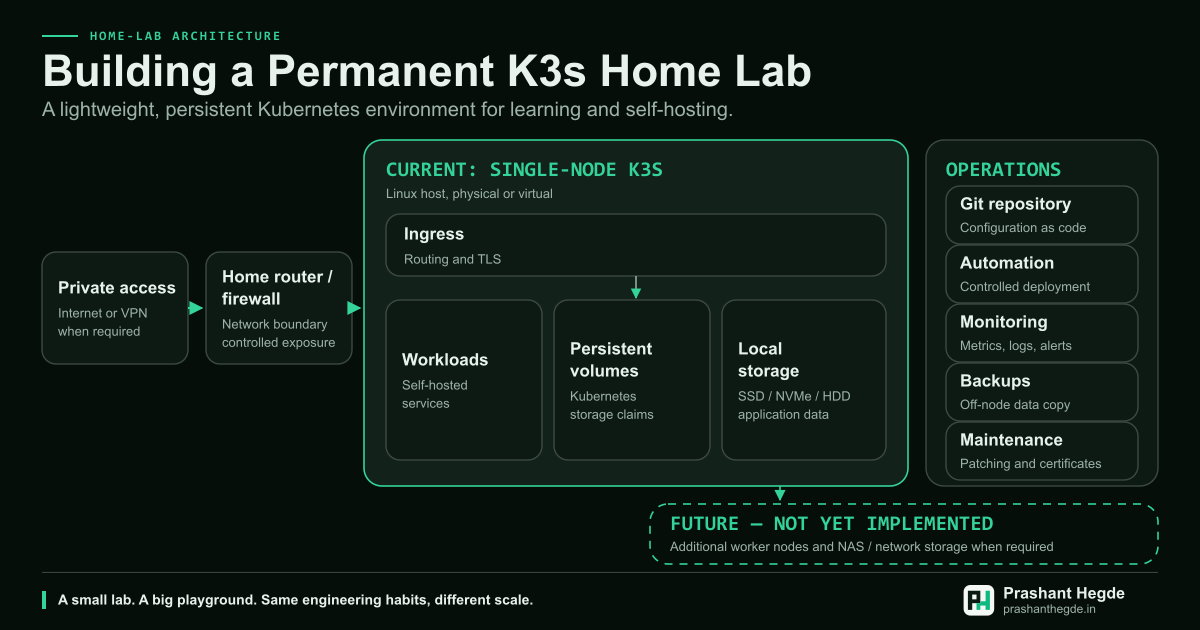 HOME-LAB ARCHITECTURE
Building a Permanent K3s Home Lab
A lightweight, persistent Kubernetes environment for learning and self-hosting.
Private access
Internet or VPN
when required
Home router /
firewall
Network boundary
controlled exposure
CURRENT: SINGLE-NODE K3S
Linux host, physical or virtual
Ingress
Routing and TLS
Workloads
Self-hosted
services
Persistent
volumes
Kubernetes
storage claims
Local
storage
SSD / NVMe / HDD
application data
OPERATIONS
Git repository
Configuration as code
Automation
Controlled deployment
Monitoring
Metrics, logs, alerts
Backups
Off-node data copy
Maintenance
Patching and certificates
FUTURE — NOT YET IMPLEMENTED
Additional worker nodes and NAS / network storage when required
A small lab. A big playground. Same engineering habits, different scale.
PH
Prashant Hegde
prashanthegde.in